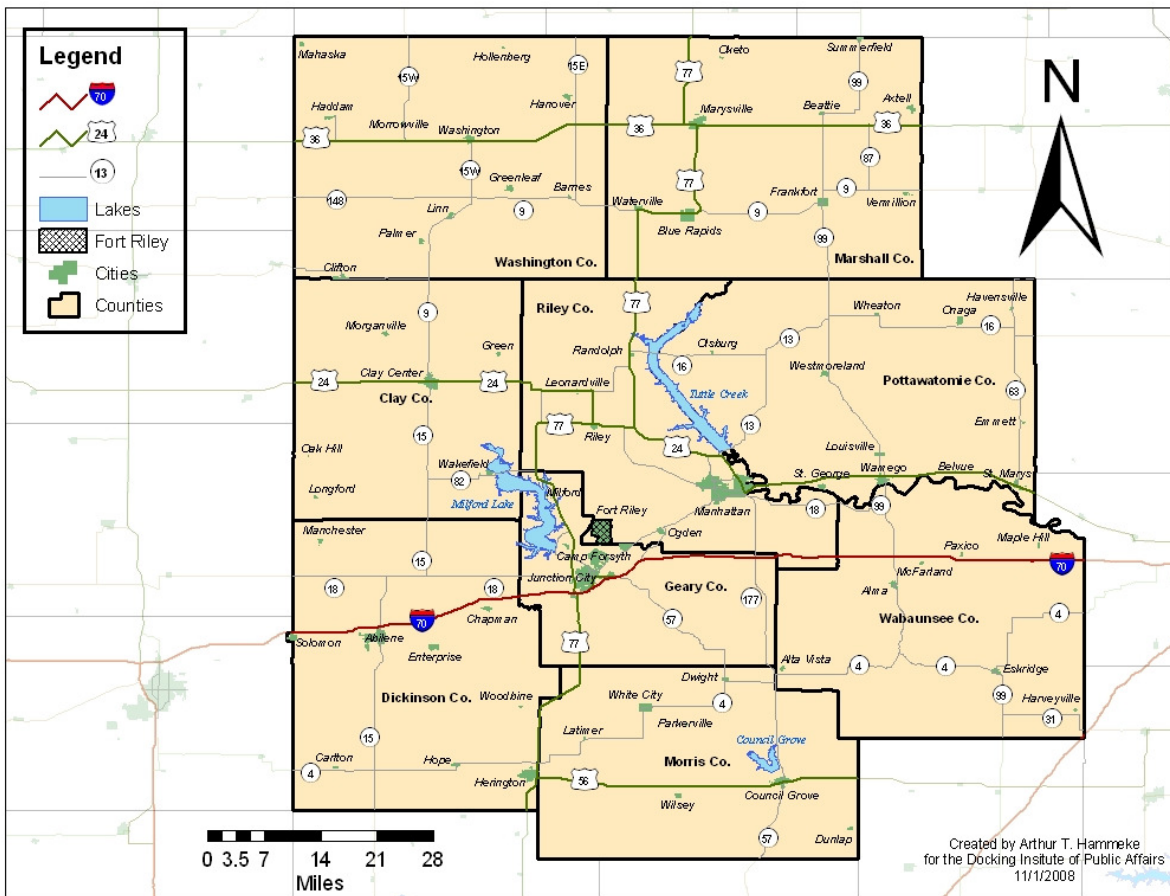 Legend
70
24
13
Lakes
Fort Riley
Cities
Counties
N
Mahaska
Hollenberg
15W
15E
Haddam
Hanover
Morrowville
Washington
36
36
15W
Greenleaf
148
Barnes
Linn
9
Palmer
Clifton
Washington Co.
77
Oketo
Summerfield
99
Marysville
Beattie
Axtell
36
36
87
77
Frankfort
9
Waterville
Vermillion
9
Blue Rapids
99
Marshall Co.
9
Morganville
Green
24
Clay Center
24
Clay Co.
15
Oak Hill
Wakefield
82
Longford
Milford Lake
Riley Co.
77
Randolph
Olsburg
16
13
Leonardville
Tuttle Creek
77
Riley
24
13
Manhattan
Ogden
18
Wheaton
Onaga
Havensville
16
Westmoreland
Pottawatomie Co.
63
Emmett
Louisville
St. George
Wamego
Belvue
St. Marys
99
Milford
Fort Riley
Camp Forsyth
Junction City
Geary Co.
57
177
77
Manchester
15
18
18
70
Chapman
Solomon
Abilene
Enterprise
Dickinson Co.
Woodbine
15
Carlton
4
Hope
Herington
Maple Hill
Paxico
70
McFarland
Alma
Wabaunsee Co.
4
Alta Vista
4
4
Eskridge
99
Harveyville
31
Dwight
White City
4
Parkerville
Latimer
Council Grove
Morris Co.
56
Council Grove
Wilsey
57
Dunlap
0 3.5 7 14 21 28
Miles
Created by Arthur T. Hammeke
for the Docking Insitute of Public Affairs
11/1/2008